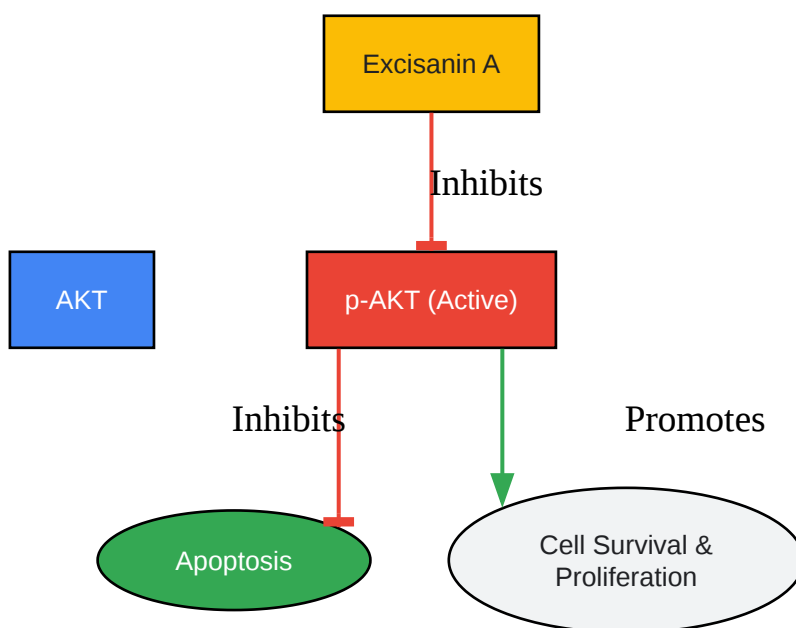 Excisanin A
Inhibits
AKT
p-AKT (Active)
Inhibits
Promotes
Apoptosis
Cell Survival &
Proliferation